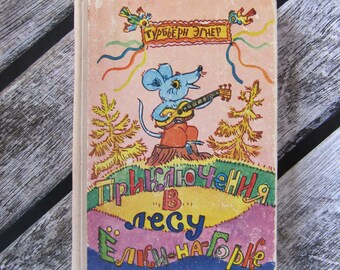 ТУРБЬЁРН ЭГНЕР
ПРИКЛЮЧЕНИЯ
В
ЛЕСУ
ЁЛКИ-НА-ГОРКЕ